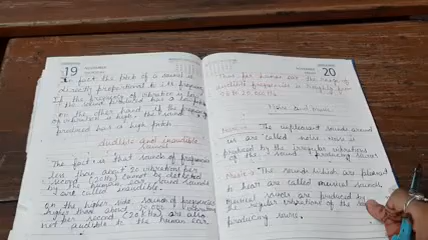 19
In fact the pitch of a sound is
directly proportional to its frequency
If the frequency of vibration is low
the sound produced has a low pitch
on the other hand if the
of vibration is high the sound
produced has a high pitch.
Audible and inaudible
sound
The fact is that sounds of frequencies
less than about 20 vibrations per
second (20 Hz) cannot be detected
by the human ear. Such sounds
are called inaudible.
On the higher side sounds of frequencies
higher than about 20,000 vibrations
per second (20 kHz) are also
not audible to the human ear.
20
Thus for human ear the range of
audible frequencies is roughly from
20 to 20,000 Hz
Noise and music
The unpleasant sounds around
us are called noise. Noise is
produced by the irregular vibrations
of the sound producing source
Music The sounds which are pleasant
to hear are called musical sounds
Musical sounds are produced by
the regular vibrations of the
producing source.